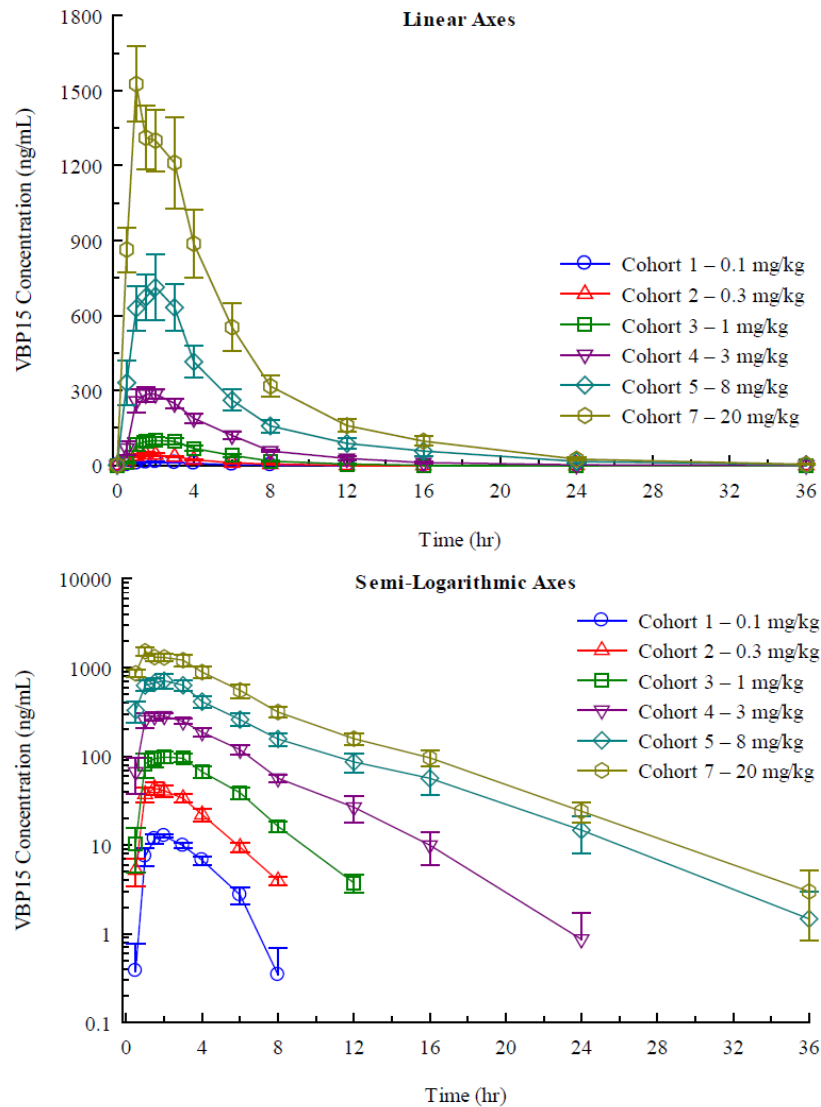 Linear Axes
VBP15 Concentration (ng/mL)
1800
1500
1200
900
600
300
0
Cohort 1 – 0.1 mg/kg
Cohort 2 – 0.3 mg/kg
Cohort 3 – 1 mg/kg
Cohort 4 – 3 mg/kg
Cohort 5 – 8 mg/kg
Cohort 7 – 20 mg/kg
0 4 8 12 16 20 24 28 32 36
Time (hr)
Semi-Logarithmic Axes
VBP15 Concentration (ng/mL)
10000
1000
100
10
1
0.1
Cohort 1 – 0.1 mg/kg
Cohort 2 – 0.3 mg/kg
Cohort 3 – 1 mg/kg
Cohort 4 – 3 mg/kg
Cohort 5 – 8 mg/kg
Cohort 7 – 20 mg/kg
0 4 8 12 16 20 24 28 32 36
Time (hr)